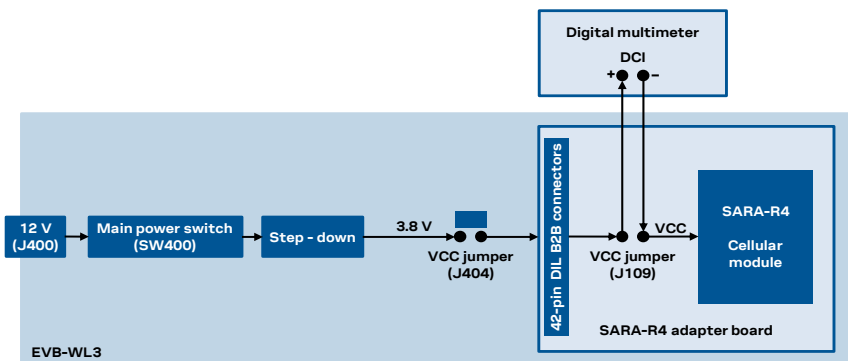 Digital multimeter
DCI
+ −
12 V
(J400)
Main power switch
(SW400)
Step - down
3.8 V
VCC jumper
(J404)
42-pin DIL B2B connectors
VCC
VCC jumper
(J109)
SARA-R4
Cellular
module
SARA-R4 adapter board
EVB-WL3